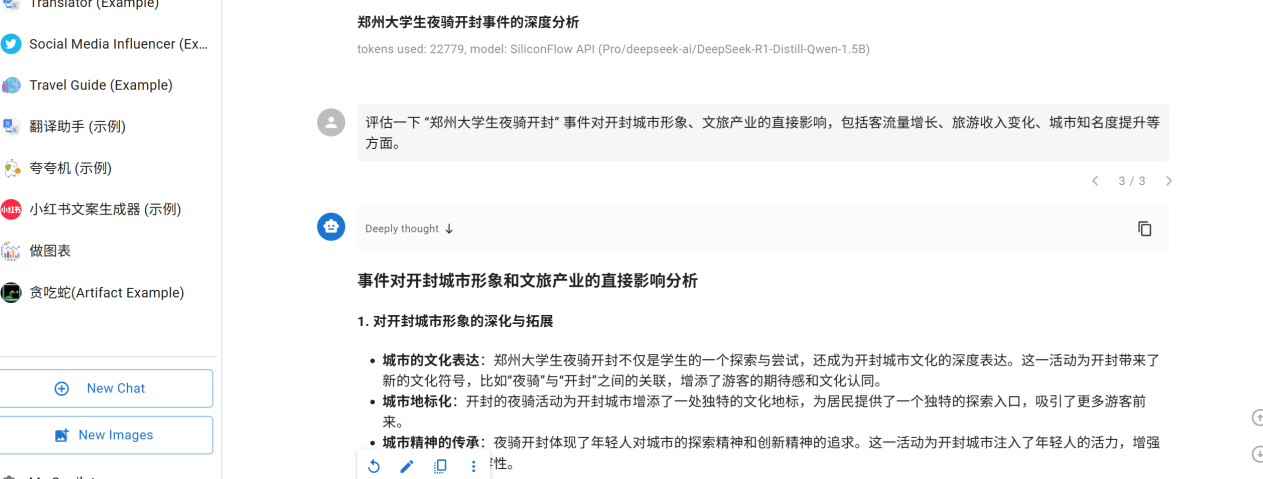 Translator (Example)
Social Media Influencer (Ex...
Travel Guide (Example)
翻译助手 (示例)
夸夸机 (示例)
小红书
小红书文案生成器 (示例)
做图表
贪吃蛇(Artifact Example)
New Chat
New Images
郑州大学生夜骑开封事件的深度分析
tokens used: 22779, model: SiliconFlow API (Pro/deepseek-ai/DeepSeek-R1-Distill-Qwen-1.5B)
评估一下 “郑州大学生夜骑开封” 事件对开封城市形象、文旅产业的直接影响，包括客流量增长、旅游收入变化、城市知名度提升等
方面。
3 / 3
Deeply thought
事件对开封城市形象和文旅产业的直接影响分析
1. 对开封城市形象的深化与拓展
• 城市的文化表达：郑州大学生夜骑开封不仅是学生的一个探索与尝试，还成为开封城市文化的深度表达。这一活动为开封带来了
新的文化符号，比如“夜骑”与“开封”之间的关联，增添了游客的期待感和文化认同。
• 城市地标化：开封的夜骑活动为开封城市增添了一处独特的文化地标，为居民提供了一个独特的探索入口，吸引了更多游客前
来。
• 城市精神的传承：夜骑开封体现了年轻人对城市的探索精神和创新精神的追求。这一活动为开封城市注入了年轻人的活力，增强
性。